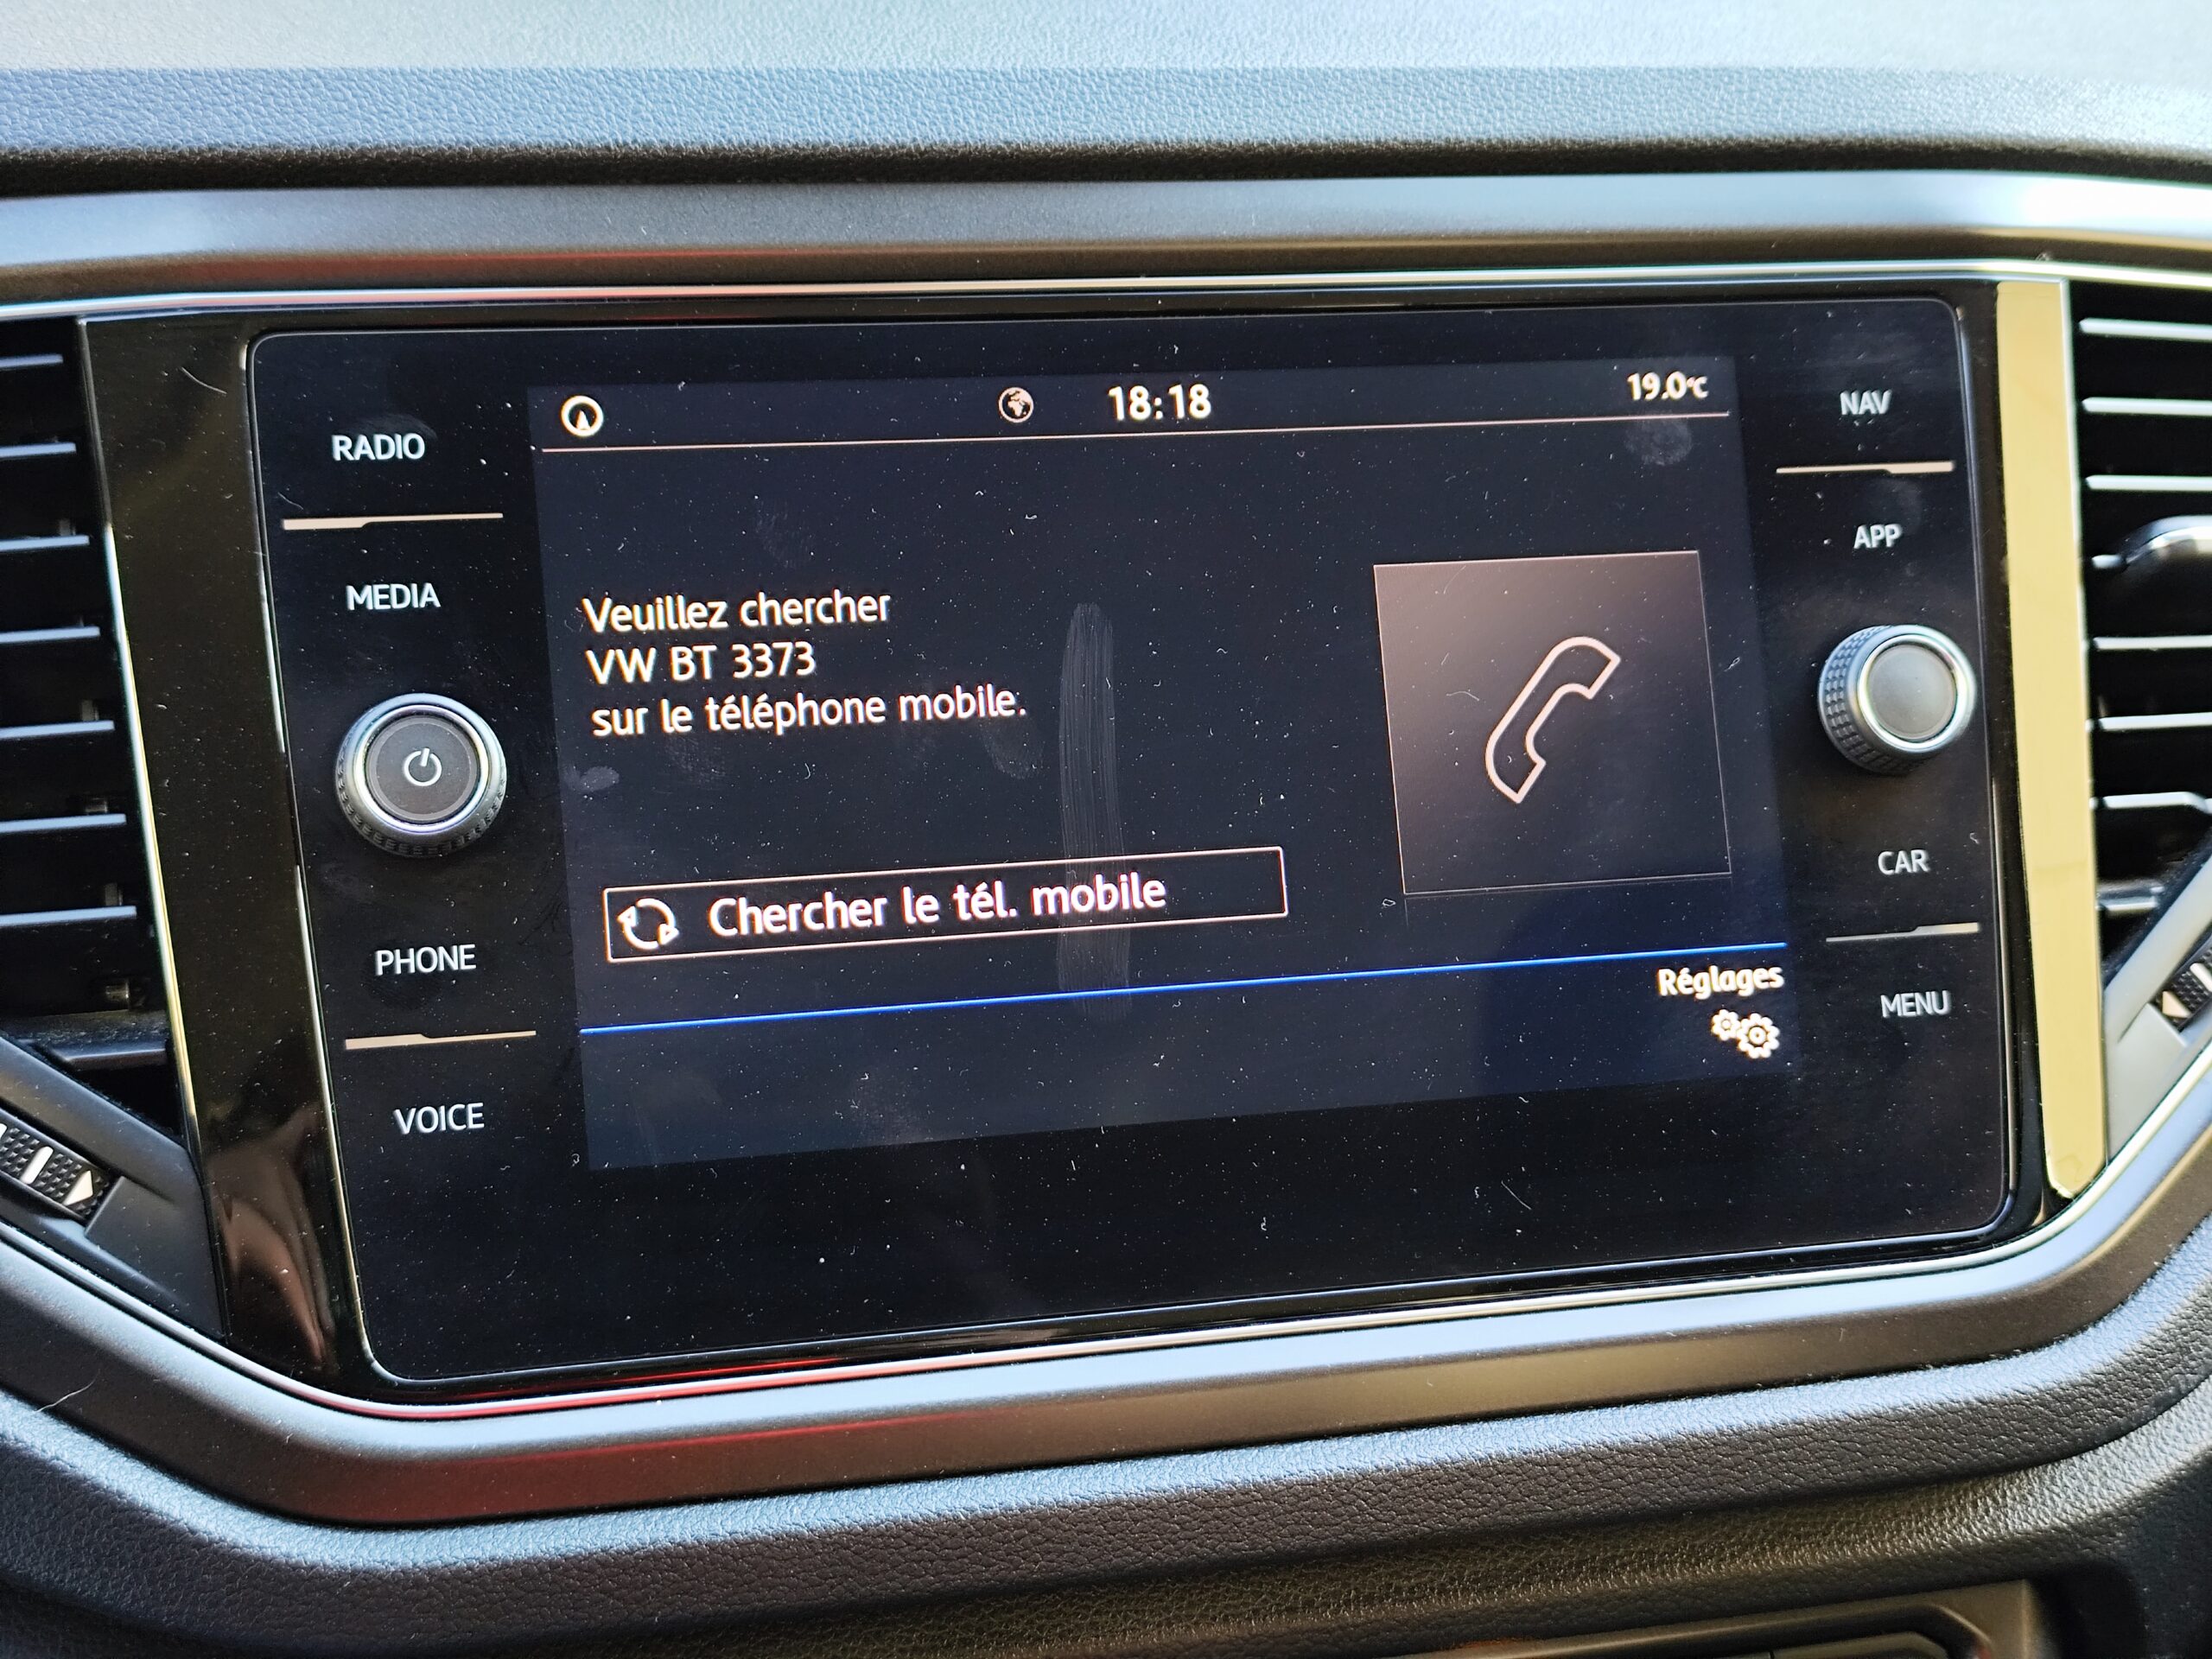 18:18
19.0°C
RADIO
MEDIA
PHONE
VOICE
Veuillez chercher
VW BT 3373
sur le téléphone mobile.
Chercher le tél. mobile
Réglages
NAV
APP
CAR
MENU